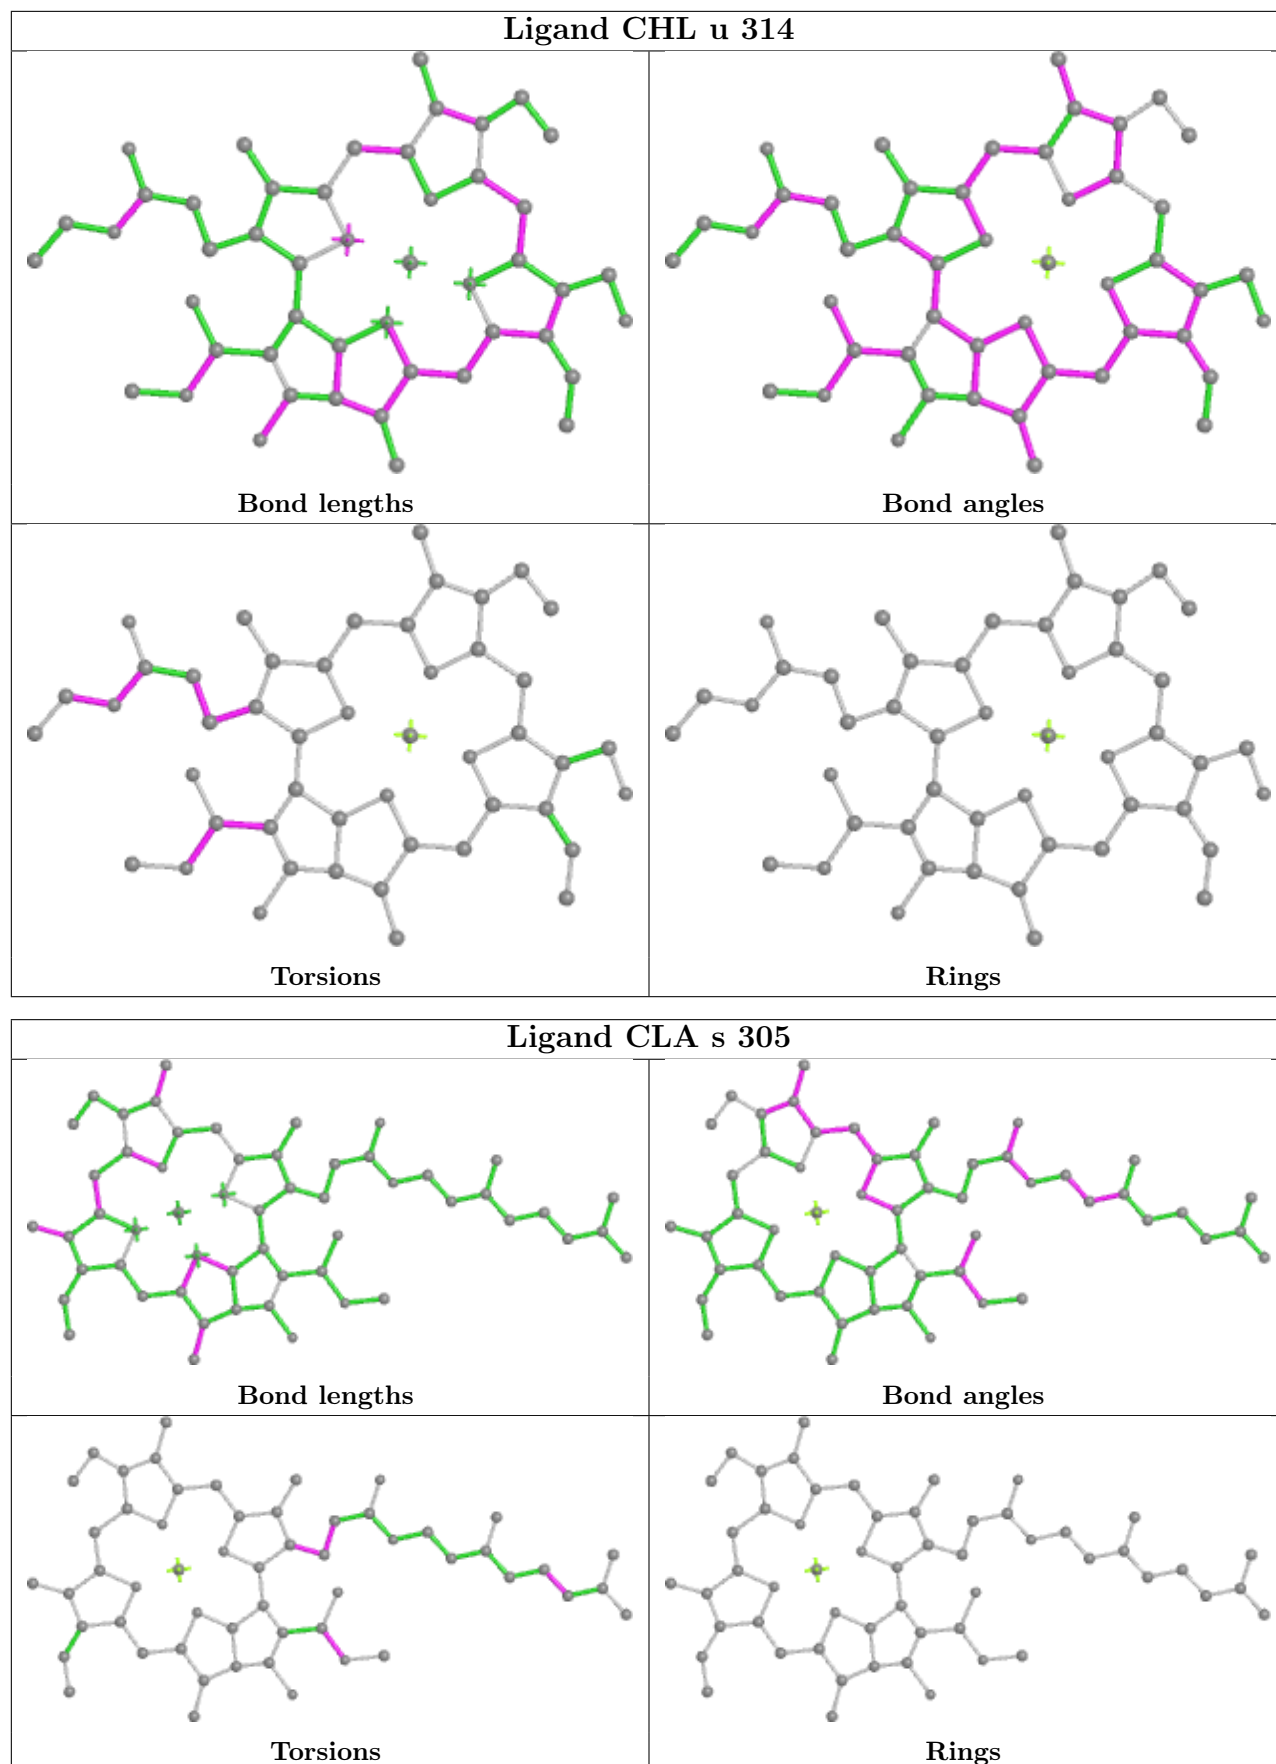 Ligand CHL u 314
Bond lengths
Bond angles
Torsions
Rings
Ligand CLA s 305
Bond lengths
Bond angles
Torsions
Rings